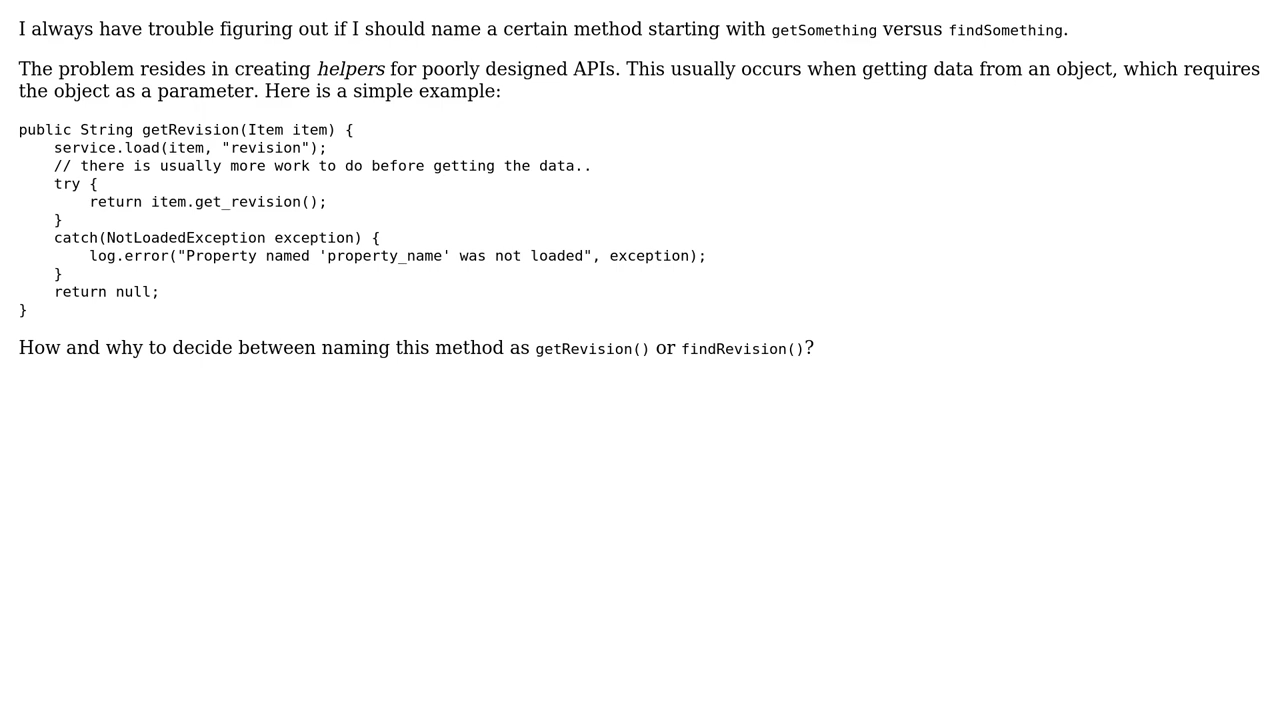 I always have trouble figuring out if I should name a certain method starting with getSomething versus findSomething.
The problem resides in creating helpers for poorly designed APIs. This usually occurs when getting data from an object, which requires
the object as a parameter. Here is a simple example:
public String getRevision(Item item) {
    service.load(item, "revision");
    // there is usually more work to do before getting the data..
    try {
        return item.get_revision();
    }
    catch(NotLoadedException exception) {
        log.error("Property named 'property_name' was not loaded", exception);
    }
    return null;
}
How and why to decide between naming this method as getRevision() or findRevision()?